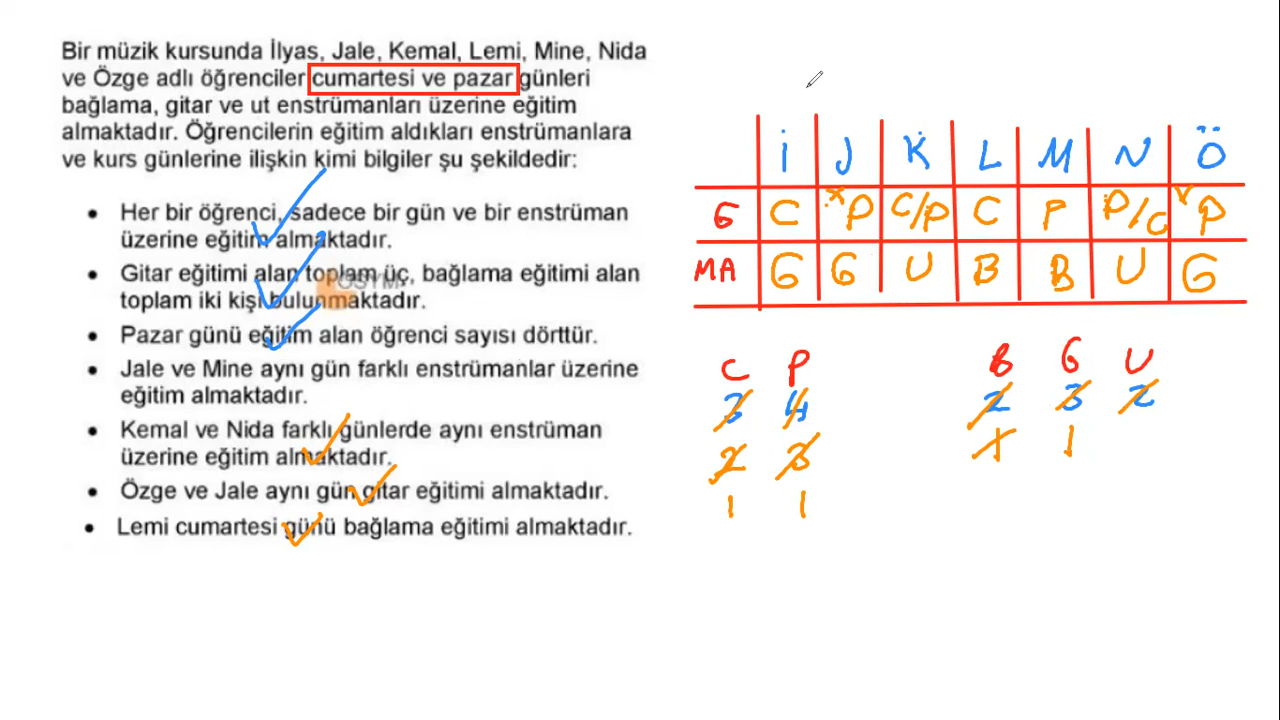 Bir müzik kursunda İlyas, Jale, Kemal, Lemi, Mine, Nida
ve Özge adlı öğrenciler cumartesi ve pazar günleri
bağlama, gitar ve ut enstrümanları üzerine eğitim
almaktadır. Öğrencilerin eğitim aldıkları enstrümanlara
ve kurs günlerine ilişkin kimi bilgiler şu şekildedir:
• Her bir öğrenci, sadece bir gün ve bir enstrüman
üzerine eğitim almaktadır.
• Gitar eğitimi alan toplam üç, bağlama eğitimi alan
toplam iki kişi bulunmaktadır.
• Pazar günü eğitim alan öğrenci sayısı dörttür.
• Jale ve Mine aynı gün farklı enstrümanlar üzerine
eğitim almaktadır.
• Kemal ve Nida farklı günlerde aynı enstrüman
üzerine eğitim almaktadır.
• Özge ve Jale aynı gün gitar eğitimi almaktadır.
• Lemi cumartesi günü bağlama eğitimi almaktadır.
İ J K L M N Ö
G C P C/P C P P/C P
MA G G U B B U G
C P B G U
3 4 2 3 2
2 3 1 1
1 1